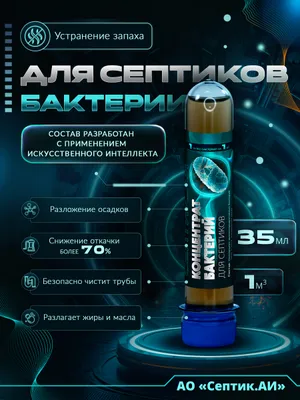 Устранение запаха
ДЛЯ СЕПТИКОВ
БАКТЕРИИ
СОСТАВ РАЗРАБОТАН
С ПРИМЕНЕНИЕМ
ИСКУССТВЕННОГО ИНТЕЛЛЕКТА
Разложение осадков
Снижение откачки
БОЛЕЕ 70%
Безопасно чистит трубы
Разлагает жиры и масла
КОНЦЕНТРАТ
БАКТЕРИЙ
ДЛЯ СЕПТИКОВ
35 МЛ
1 М³
АО «Септик.АИ»